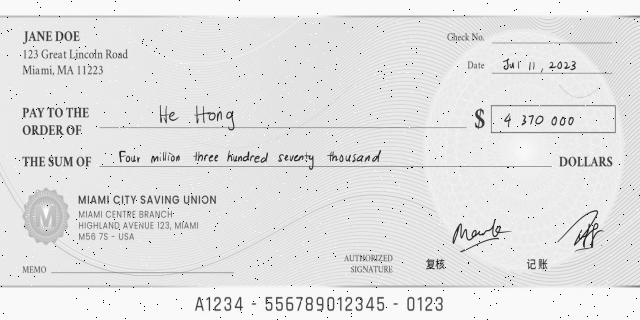 JANE DOE
123 Great Lincoln Road
Miami, MA 11223
Check No.
Date Jul 11, 2023
PAY TO THE
ORDER OF He Hong
$ 4 370 000
THE SUM OF Four million three hundred seventy thousand DOLLARS
MIAMI CITY SAVING UNION
MIAMI CENTRE BRANCH
HIGHLAND AVENUE 123, MIAMI
M56 7S - USA
M
MEMO
AUTHORIZED
SIGNATURE
复核
记账
A1234 - 556789012345 - 0123